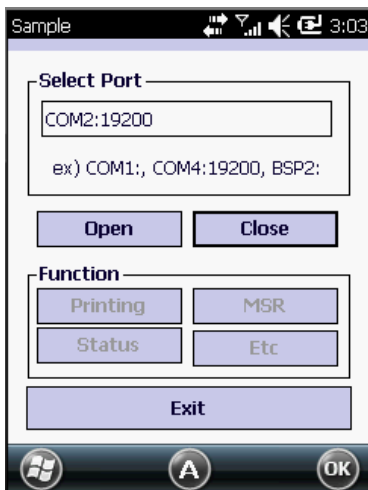 Sample 3:03
Select Port
COM2:19200
ex) COM1:, COM4:19200, BSP2:
Open Close
Function
Printing MSR
Status Etc
Exit
A OK